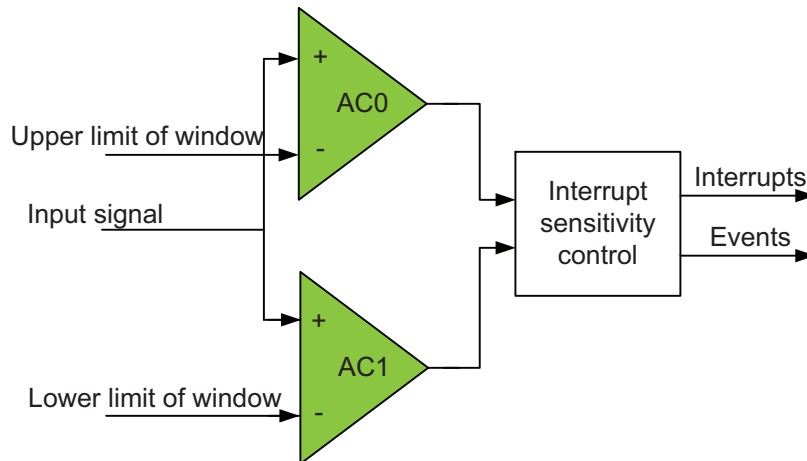 +
AC0
Upper limit of window
-
Interrupt
sensitivity
control
Interrupts
Input signal
Events
+
AC1
Lower limit of window
-